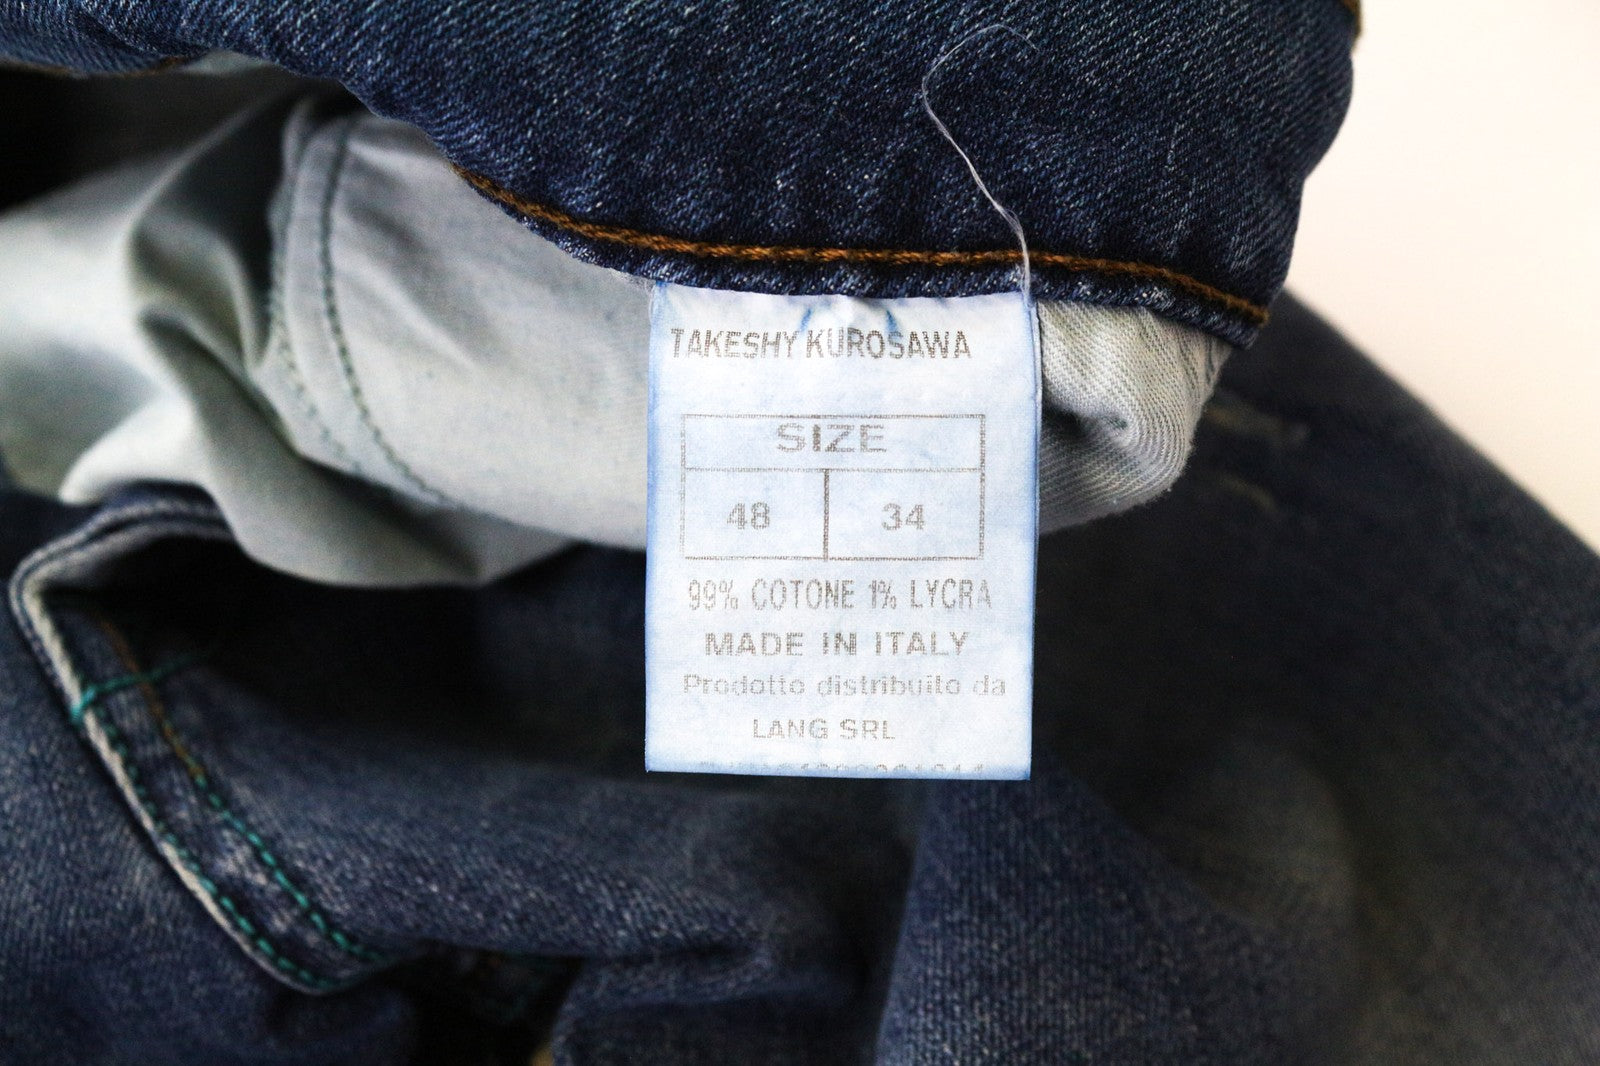 TAKESHY KUROSAWA
SIZE
48 34
99% COTONE 1% LYCRA
MADE IN ITALY
Prodotto distribuito da
LANG SRL